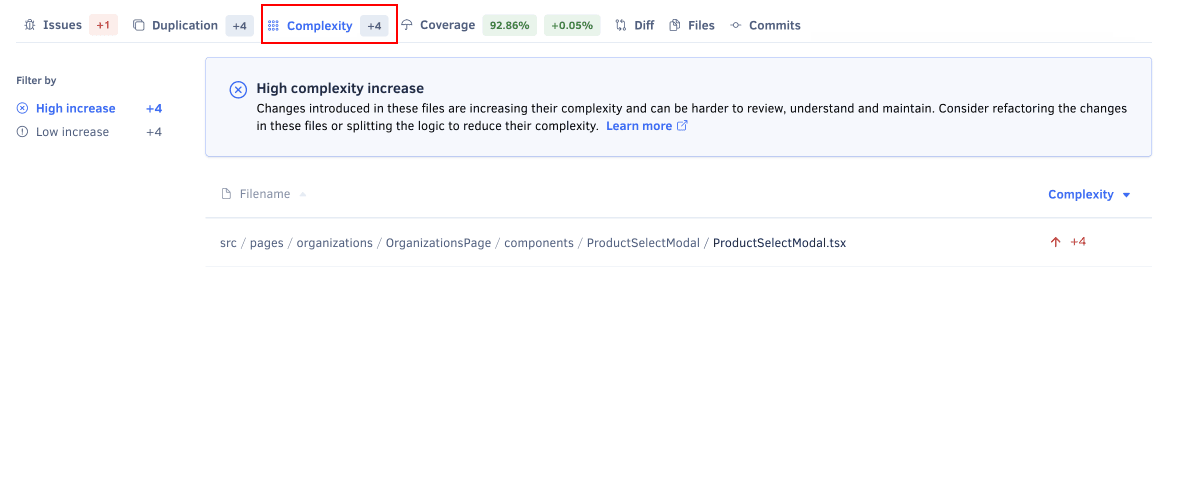 Issues +1 Duplication +4 Complexity +4 Coverage 92.86% +0.05% Diff Files Commits
Filter by
High increase +4
Low increase +4
High complexity increase
Changes introduced in these files are increasing their complexity and can be harder to review, understand and maintain. Consider refactoring the changes
in these files or splitting the logic to reduce their complexity. Learn more
Filename Complexity
src / pages / organizations / OrganizationsPage / components / ProductSelectModal / ProductSelectModal.tsx +4